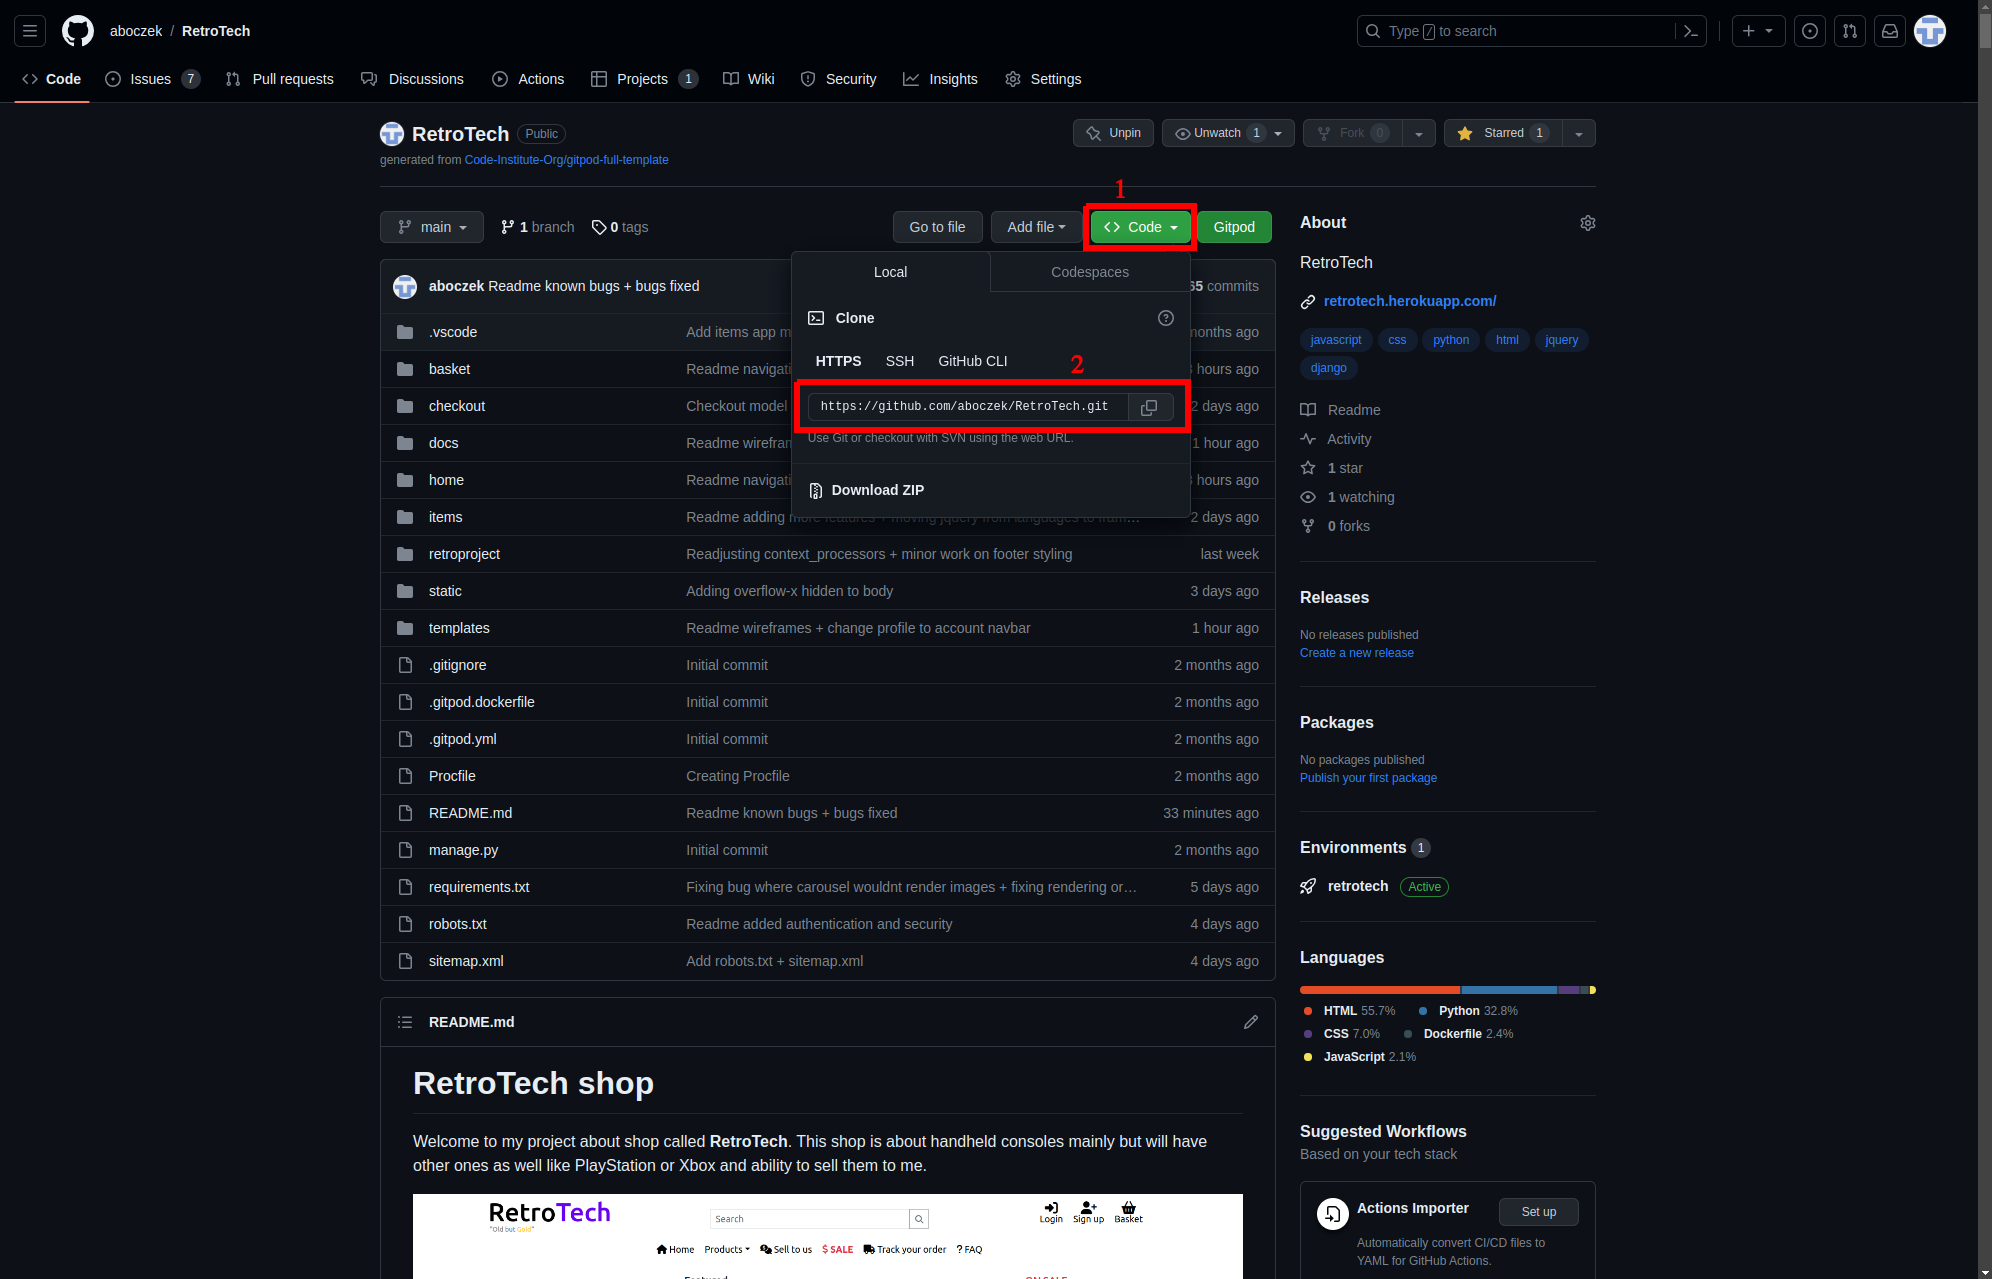 aboczek / RetroTech
Type / to search
Code
Issues 7
Pull requests
Discussions
Actions
Projects 1
Wiki
Security
Insights
Settings
RetroTech Public
Unpin
Unwatch 1
Fork 0
Starred 1
generated from Code-Institute-Org/gitpod-full-template
1
main
1 branch
0 tags
Go to file
Add file
Code
Gitpod
aboczek Readme known bugs + bugs fixed
65 commits
Local
Codespaces
Clone
HTTPS
SSH
GitHub CLI
2
https://github.com/aboczek/RetroTech.git
Use Git or checkout with SVN using the web URL.
Download ZIP
.vscode Add items app m months ago
basket Readme navigati hours ago
checkout Checkout model 2 days ago
docs Readme wirefran 1 hour ago
home Readme navigati hours ago
items Readme adding more features + moving jquery from languages to fram… 2 days ago
retroproject Readjusting context_processors + minor work on footer styling last week
static Adding overflow-x hidden to body 3 days ago
templates Readme wireframes + change profile to account navbar 1 hour ago
.gitignore Initial commit 2 months ago
.gitpod.dockerfile Initial commit 2 months ago
.gitpod.yml Initial commit 2 months ago
Procfile Creating Procfile 2 months ago
README.md Readme known bugs + bugs fixed 33 minutes ago
manage.py Initial commit 2 months ago
requirements.txt Fixing bug where carousel wouldnt render images + fixing rendering or… 5 days ago
robots.txt Readme added authentication and security 4 days ago
sitemap.xml Add robots.txt + sitemap.xml 4 days ago
README.md
RetroTech shop
Welcome to my project about shop called RetroTech. This shop is about handheld consoles mainly but will have
other ones as well like PlayStation or Xbox and ability to sell them to me.
RetroTech
"Old but Gold"
Search
Login
Sign up
Basket
Home
Products
Sell to us
$ SALE
Track your order
? FAQ
Featured
ON SALE
About
RetroTech
retrotech.herokuapp.com/
javascript css python html jquery
django
Readme
Activity
1 star
1 watching
0 forks
Releases
No releases published
Create a new release
Packages
No packages published
Publish your first package
Environments 1
retrotech Active
Languages
HTML 55.7% Python 32.8%
CSS 7.0% Dockerfile 2.4%
JavaScript 2.1%
Suggested Workflows
Based on your tech stack
Actions Importer
Set up
Automatically convert CI/CD files to
YAML for GitHub Actions.